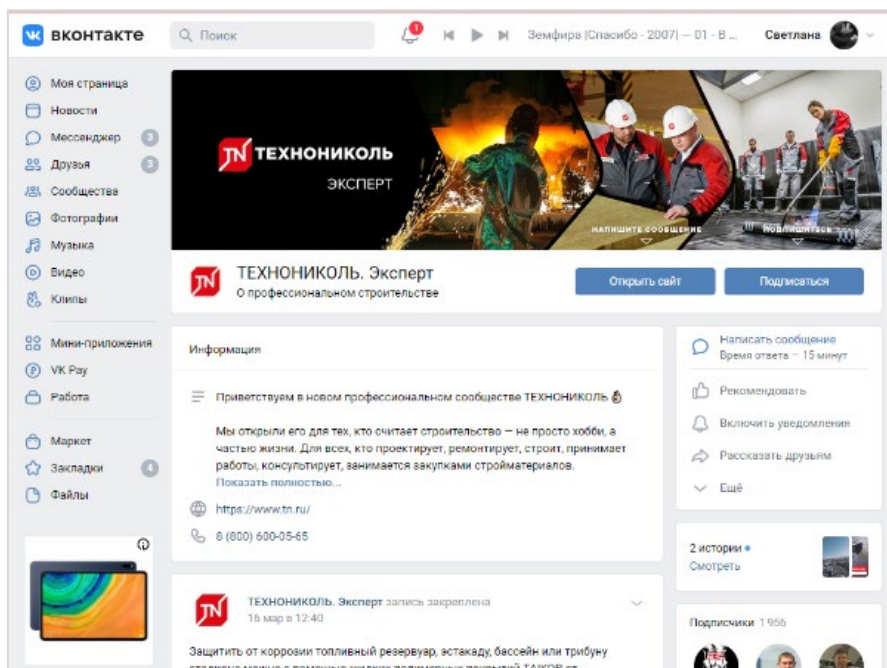 вконтакте
Поиск
1
Земфира |Спасибо - 2007| — 01 - В ...
Светлана
Моя страница
Новости
Мессенджер 3
Друзья 3
Сообщества
Фотографии
Музыка
Видео
Клипы
Мини-приложения
VK Pay
Работа
Маркет
Закладки 4
Файлы
ТЕХНОНИКОЛЬ
ЭКСПЕРТ
НАПИШИТЕ СООБЩЕНИЕ
ПОДПИШИТЕСЬ
ТЕХНОНИКОЛЬ. Эксперт
О профессиональном строительстве
Открыть сайт
Подписаться
Информация
Приветствуем в новом профессиональном сообществе ТЕХНОНИКОЛЬ
Мы открыли его для тех, кто считает строительство — не просто хобби, а
частью жизни. Для всех, кто проектирует, ремонтирует, строит, принимает
работы, консультирует, занимается закупками стройматериалов.
Показать полностью...
https://www.tn.ru/
8 (800) 600-05-65
ТЕХНОНИКОЛЬ. Эксперт запись закреплена
16 мар в 12:40
Защитить от коррозии топливный резервуар, эстакаду, бассейн или трибуну
Написать сообщение
Время ответа — 15 минут
Рекомендовать
Включить уведомления
Рассказать друзьям
Ещё
2 истории
Смотреть
Подписчики 1 956